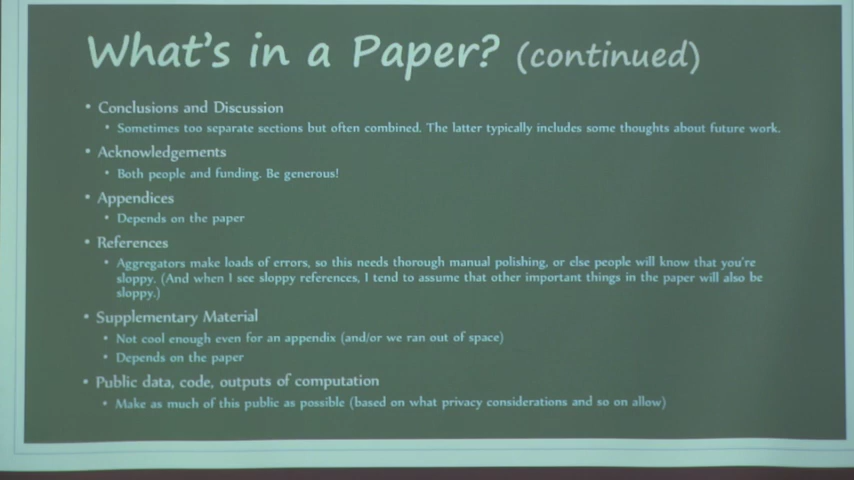 What's in a Paper? (continued)
• Conclusions and Discussion
• Sometimes too separate sections but often combined. The latter typically includes some thoughts about future work.
• Acknowledgements
• Both people and funding. Be generous!
• Appendices
• Depends on the paper
• References
• Aggregators make loads of errors, so this needs thorough manual polishing, or else people will know that you're
sloppy. (And when I see sloppy references, I tend to assume that other important things in the paper will also be
sloppy.)
• Supplementary Material
• Not cool enough even for an appendix (and/or we ran out of space)
• Depends on the paper
• Public data, code, outputs of computation
• Make as much of this public as possible (based on what privacy considerations and so on allow)